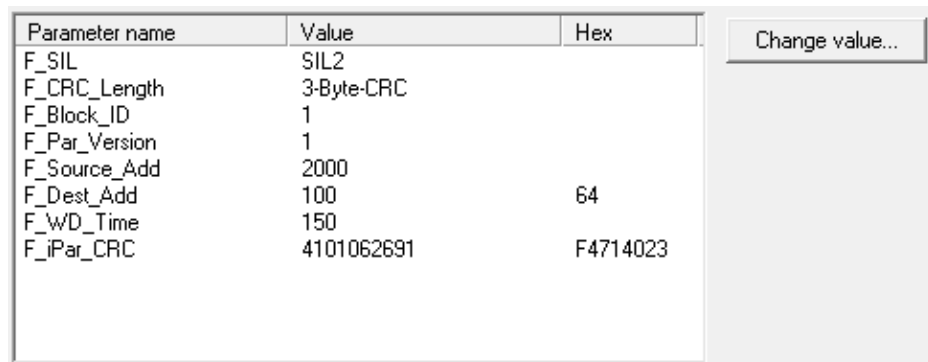 Parameter name Value Hex
Change value...
F_SIL SIL2
F_CRC_Length 3-Byte-CRC
F_Block_ID 1
F_Par_Version 1
F_Source_Add 2000
F_Dest_Add 100 64
F_WD_Time 150
F_iPar_CRC 4101062691 F4714023